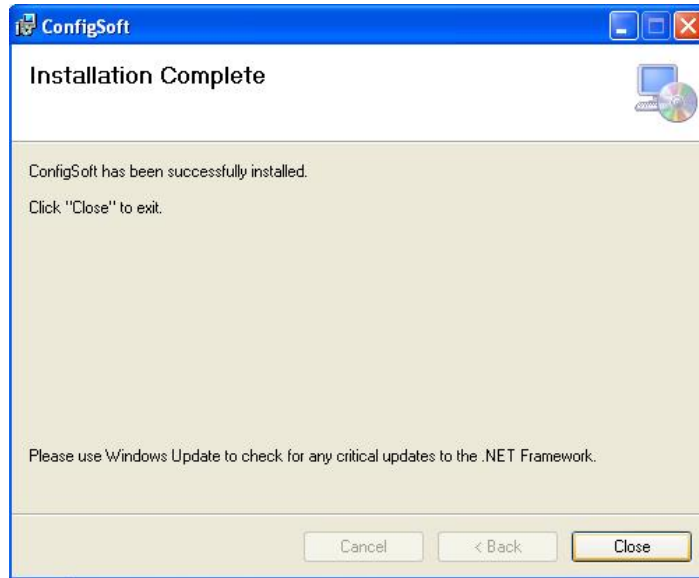 ConfigSoft
Installation Complete
ConfigSoft has been successfully installed.
Click "Close" to exit.
Please use Windows Update to check for any critical updates to the .NET Framework.
Cancel
< Back
Close